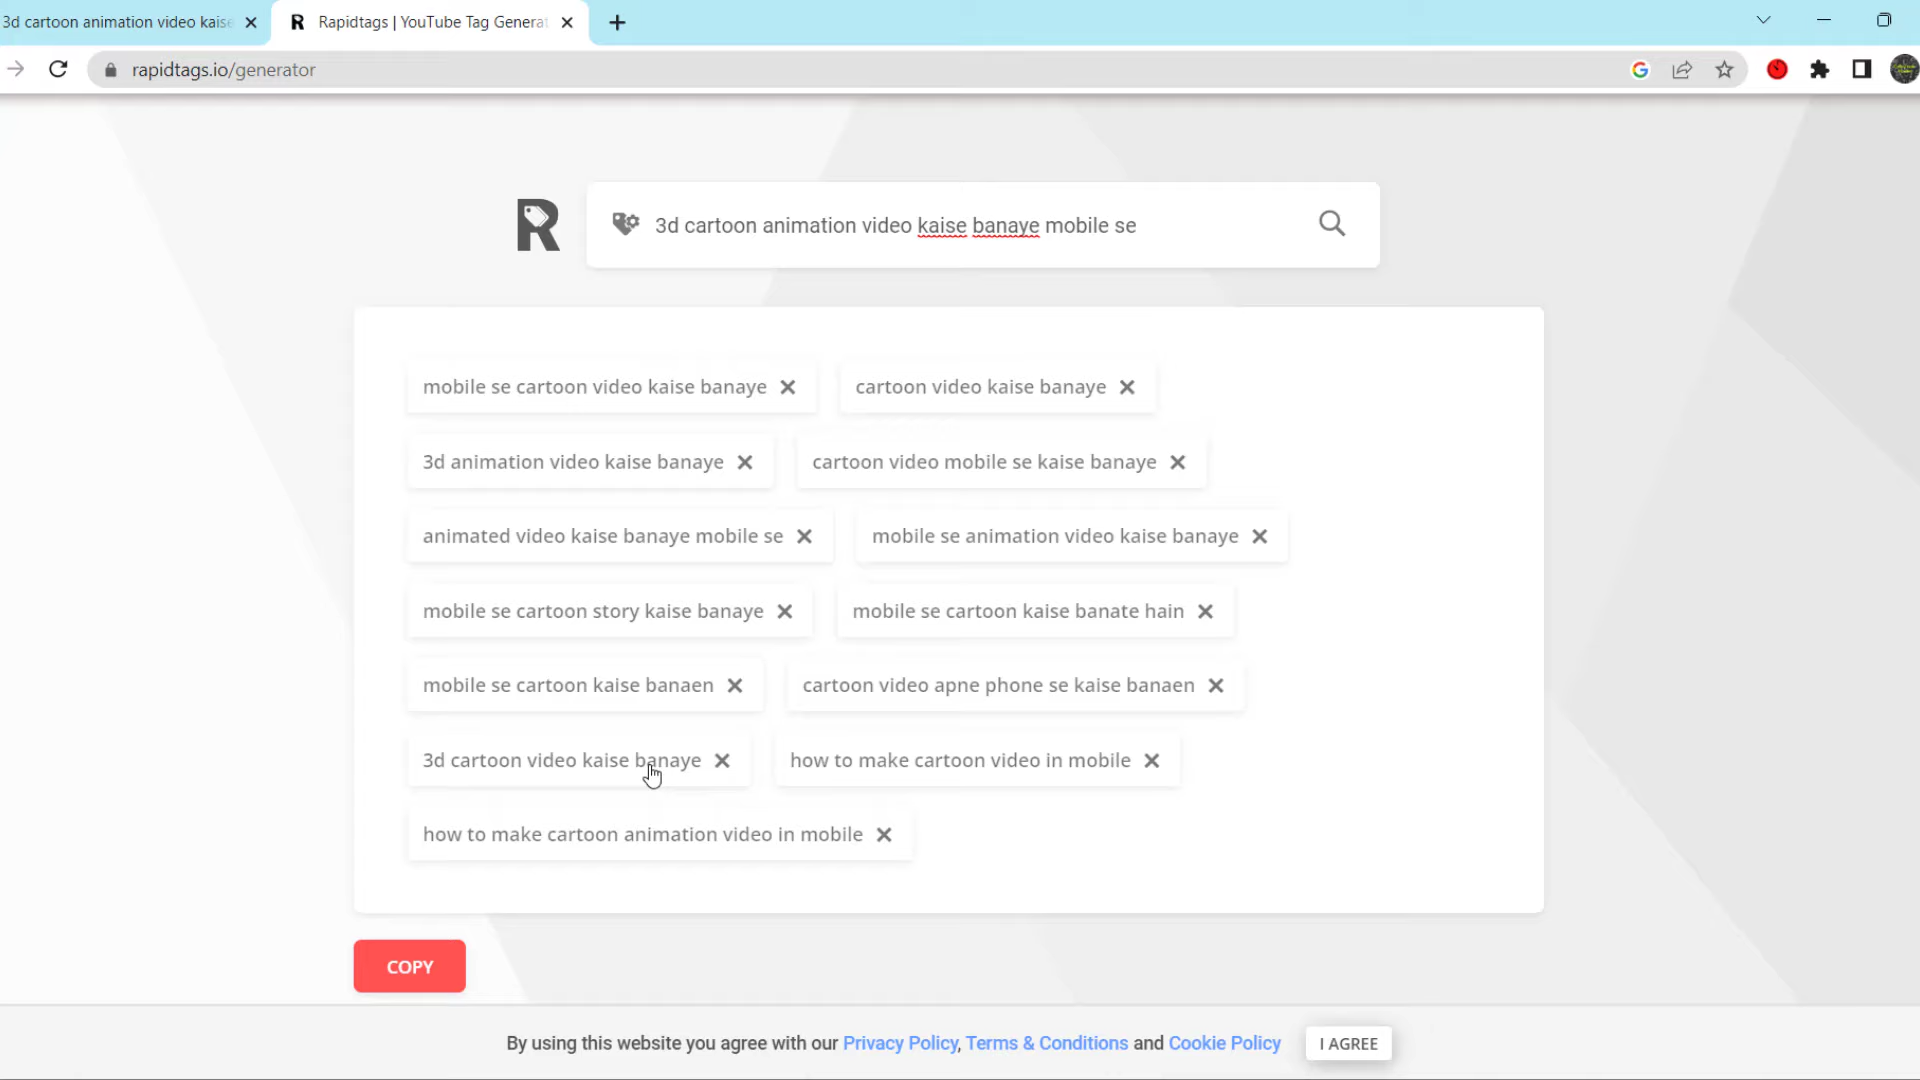 3d cartoon animation video kaise
Rapidtags | YouTube Tag Generat
rapidtags.io/generator
3d cartoon animation video kaise banaye mobile se
mobile se cartoon video kaise banaye
cartoon video kaise banaye
3d animation video kaise banaye
cartoon video mobile se kaise banaye
animated video kaise banaye mobile se
mobile se animation video kaise banaye
mobile se cartoon story kaise banaye
mobile se cartoon kaise banate hain
mobile se cartoon kaise banaen
cartoon video apne phone se kaise banaen
3d cartoon video kaise banaye
how to make cartoon video in mobile
how to make cartoon animation video in mobile
COPY
By using this website you agree with our Privacy Policy, Terms & Conditions and Cookie Policy
I AGREE